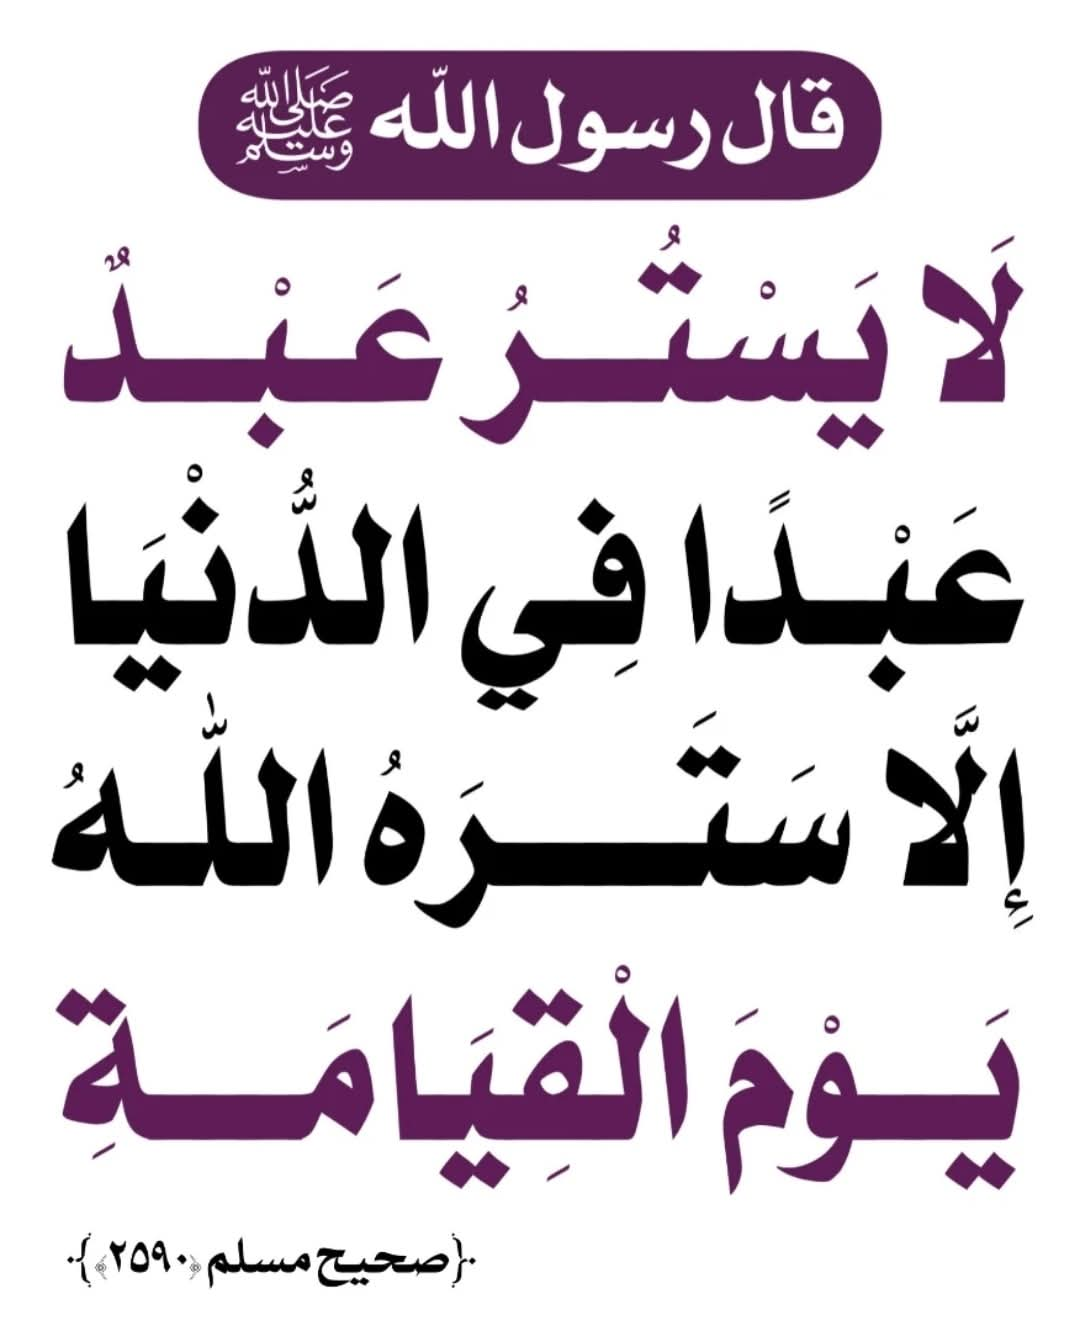 قال رسول الله ﷺ
لَا يَسْتُرُ عَبْدٌ
عَبْدًا فِي الدُّنْيَا
إِلَّا سَتَرَهُ اللّٰهُ
يَوْمَ الْقِيَامَةِ
{صحيح مسلم ﴿٢٥٩٠﴾}